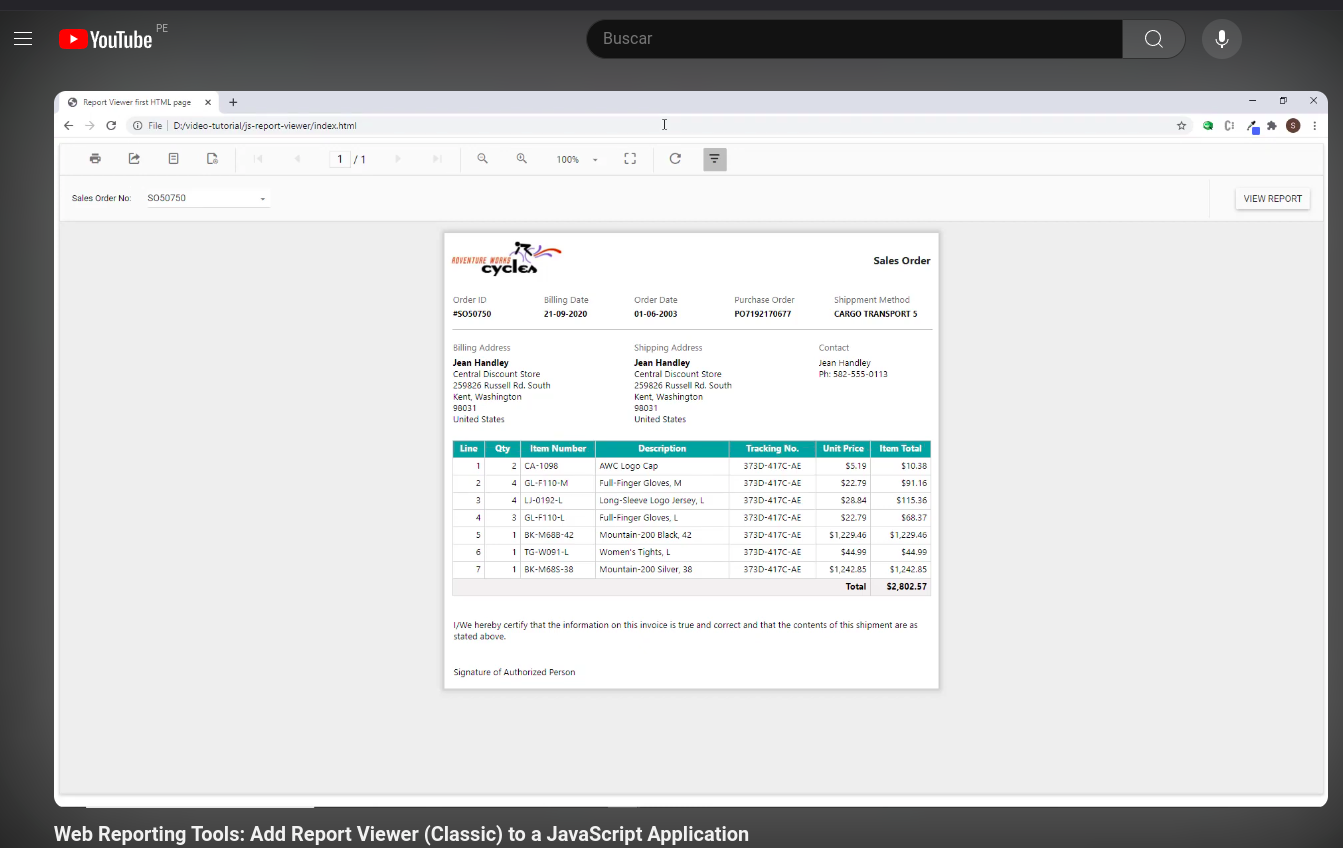 YouTube PE
Buscar
Report Viewer first HTML page
File D:/video-tutorial/js-report-viewer/index.html
S
1 / 1
100%
Sales Order No: SO50750
VIEW REPORT
ADVENTURE WORKS
cycles
Sales Order
Order ID Billing Date Order Date Purchase Order Shippment Method
#SO50750 21-09-2020 01-06-2003 PO7192170677 CARGO TRANSPORT 5
Billing Address Shipping Address Contact
Jean Handley Jean Handley Jean Handley
Central Discount Store Central Discount Store Ph: 582-555-0113
259826 Russell Rd. South 259826 Russell Rd. South
Kent, Washington Kent, Washington
98031 98031
United States United States
Line Qty Item Number Description Tracking No. Unit Price Item Total
1 2 CA-1098 AWC Logo Cap 373D-417C-AE $5.19 $10.38
2 4 GL-F110-M Full-Finger Gloves, M 373D-417C-AE $22.79 $91.16
3 4 LJ-0192-L Long-Sleeve Logo Jersey, L 373D-417C-AE $28.84 $115.36
4 3 GL-F110-L Full-Finger Gloves, L 373D-417C-AE $22.79 $68.37
5 1 BK-M68B-42 Mountain-200 Black, 42 373D-417C-AE $1,229.46 $1,229.46
6 1 TG-W091-L Women's Tights, L 373D-417C-AE $44.99 $44.99
7 1 BK-M68S-38 Mountain-200 Silver, 38 373D-417C-AE $1,242.85 $1,242.85
Total $2,802.57
I/We hereby certify that the information on this invoice is true and correct and that the contents of this shipment are as
stated above.
Signature of Authorized Person
Web Reporting Tools: Add Report Viewer (Classic) to a JavaScript Application